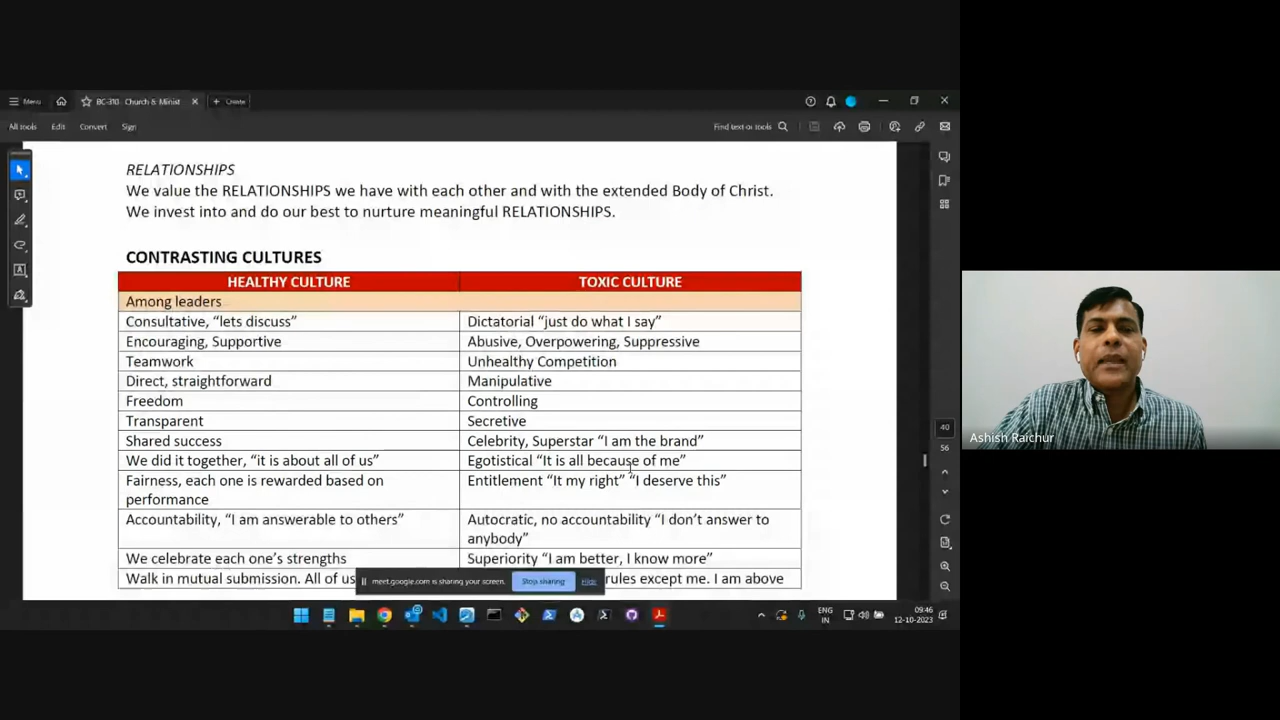 Menu
BC-310 - Church & Minist
Create
All tools
Edit
Convert
Sign
Find text or tools
RELATIONSHIPS
We value the RELATIONSHIPS we have with each other and with the extended Body of Christ.
We invest into and do our best to nurture meaningful RELATIONSHIPS.
CONTRASTING CULTURES
HEALTHY CULTURE TOXIC CULTURE
Among leaders
Consultative, “lets discuss” Dictatorial “just do what I say”
Encouraging, Supportive Abusive, Overpowering, Suppressive
Teamwork Unhealthy Competition
Direct, straightforward Manipulative
Freedom Controlling
Transparent Secretive
Shared success Celebrity, Superstar “I am the brand”
We did it together, “it is about all of us” Egotistical “It is all because of me”
Fairness, each one is rewarded based on
performance
Entitlement “It my right” “I deserve this”
Accountability, “I am answerable to others”
Autocratic, no accountability “I don’t answer to
anybody”
We celebrate each one’s strengths Superiority “I am better, I know more”
Walk in mutual submission. All of us rules except me. I am above
meet.google.com is sharing your screen.
Stop sharing
Hide
40
56
ENG
IN
09:46
12-10-2023
Ashish Raichur